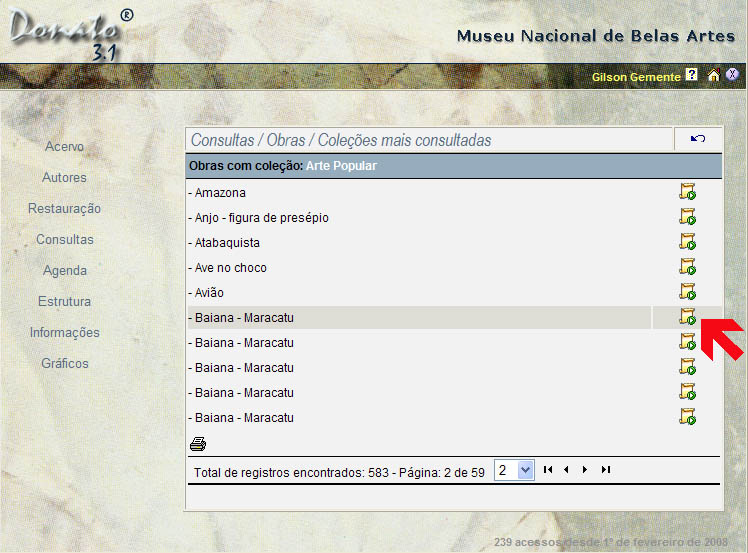 Donato®
3.1
Museu Nacional de Belas Artes
Gilson Gemente ? X
Acervo
Autores
Restauração
Consultas
Agenda
Estrutura
Informações
Gráficos
Consultas / Obras / Coleções mais consultadas
Obras com coleção: Arte Popular
- Amazona
- Anjo - figura de presépio
- Atabaquista
- Ave no choco
- Avião
- Baiana - Maracatu
- Baiana - Maracatu
- Baiana - Maracatu
- Baiana - Maracatu
- Baiana - Maracatu
Total de registros encontrados: 583 - Página: 2 de 59 2
239 acessos desde 1º de fevereiro de 2008